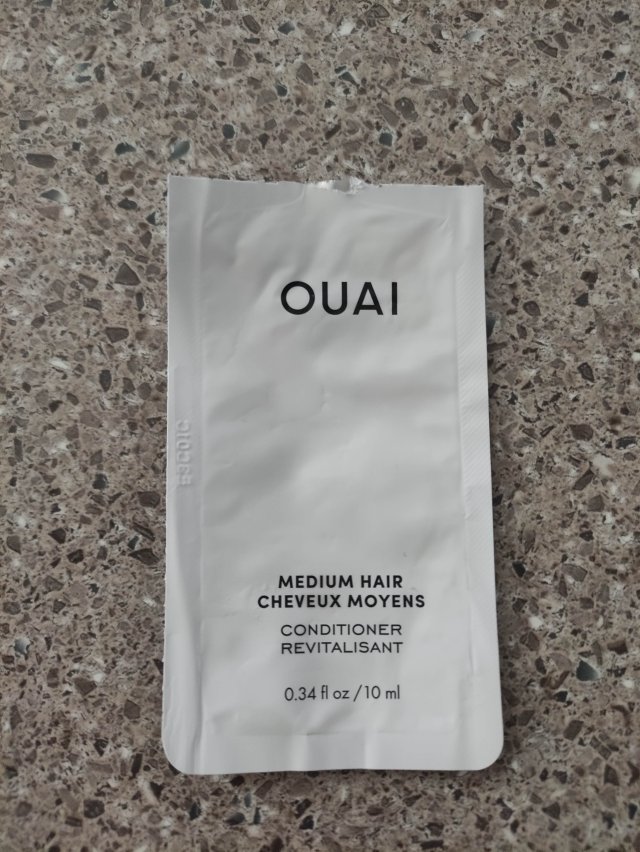 OUAI
MEDIUM HAIR
CHEVEUX MOYENS
CONDITIONER
REVITALISANT
0.34 fl oz / 10 ml